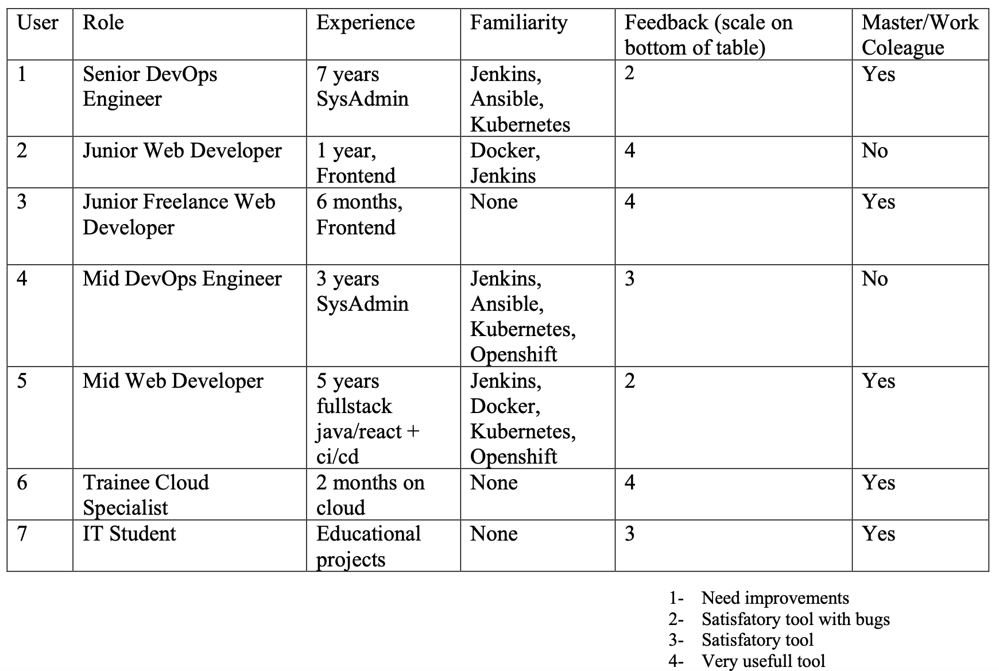 User Role Experience Familiarity Feedback (scale on
bottom of table) Master/Work
Coleague
1 Senior DevOps
Engineer 7 years
SysAdmin Jenkins,
Ansible,
Kubernetes 2 Yes
2 Junior Web Developer 1 year,
Frontend Docker,
Jenkins 4 No
3 Junior Freelance Web
Developer 6 months,
Frontend None 4 Yes
4 Mid DevOps Engineer 3 years
SysAdmin Jenkins,
Ansible,
Kubernetes,
Openshift 3 No
5 Mid Web Developer 5 years
fullstack
java/react +
ci/cd Jenkins,
Docker,
Kubernetes,
Openshift 2 Yes
6 Trainee Cloud
Specialist 2 months on
cloud None 4 Yes
7 IT Student Educational
projects None 3 Yes
1- Need improvements
2- Satisfatory tool with bugs
3- Satisfatory tool
4- Very usefull tool